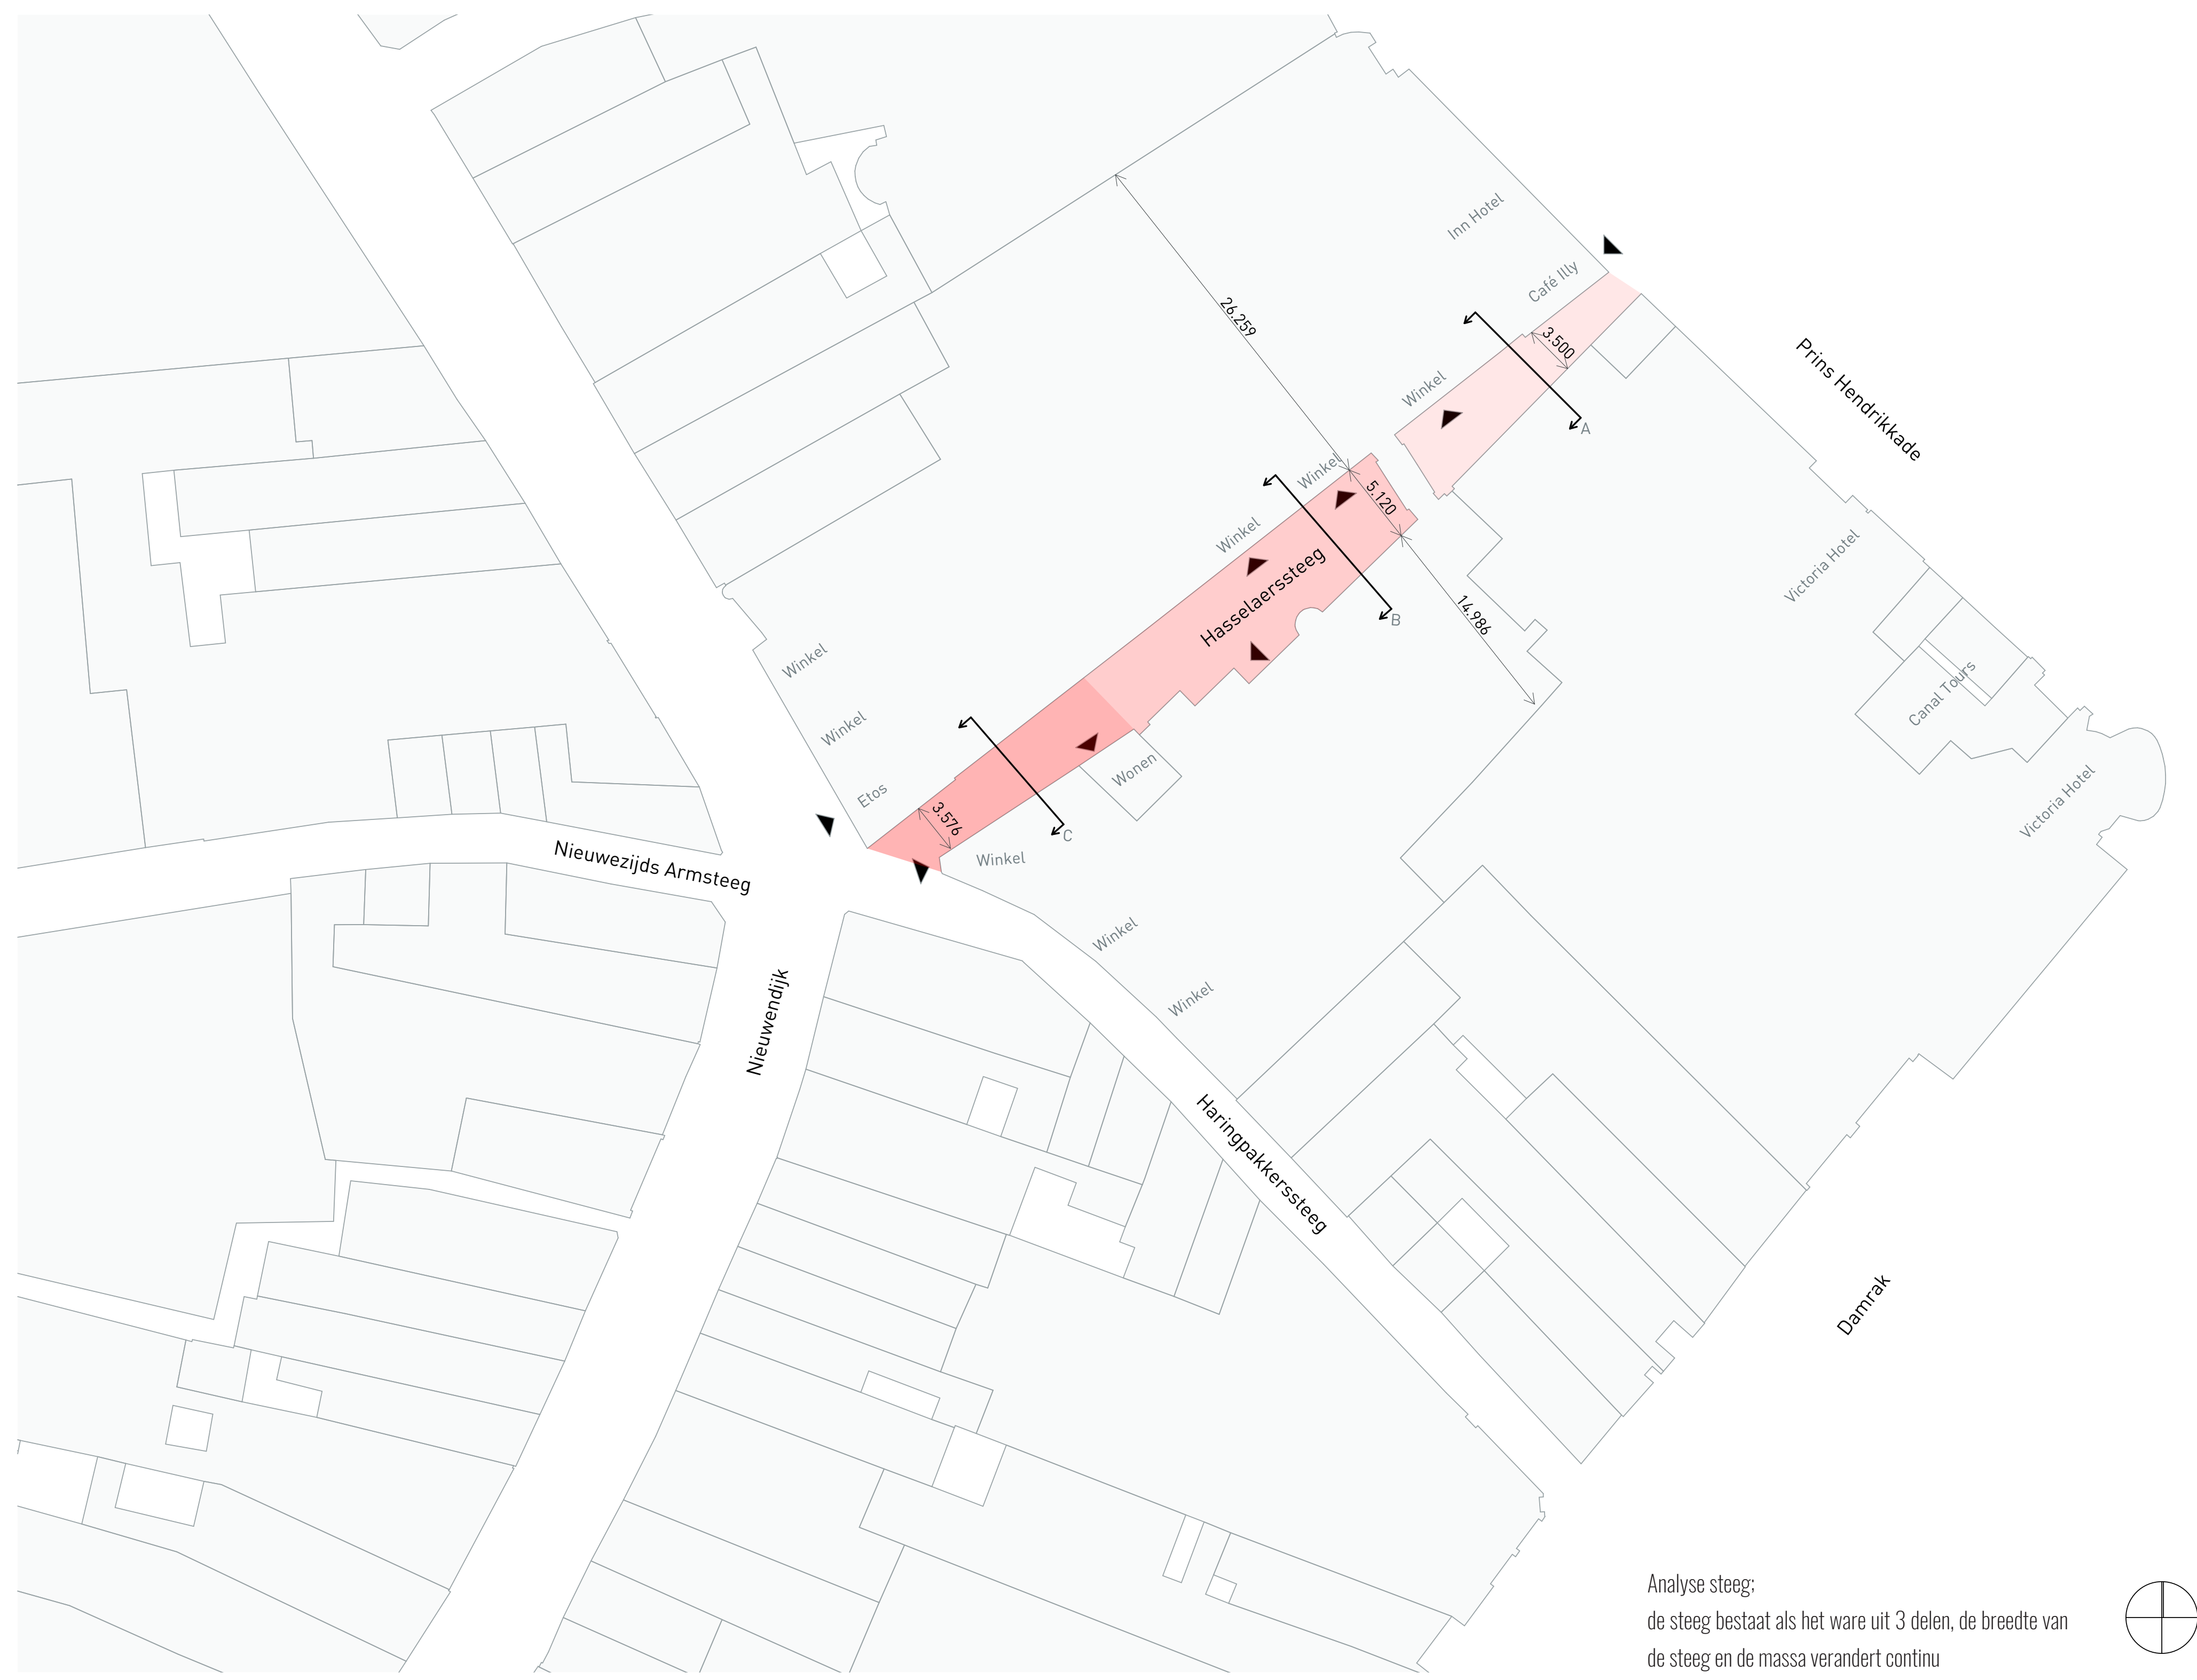 Inn Hotel
Café Illy
26.259
3.500
Prins Hendrikkade
Winkel
A
Winkel
5.120
Winkel
Hasselaerssteeg
Victoria Hotel
B
14.986
Winkel
Canal Tours
Winkel
Wonen
Victoria Hotel
Etos
3.576
C
Winkel
Nieuwezijds Armsteeg
Winkel
Nieuwendijk
Winkel
Haringpakkerssteeg
Damrak
Analyse steeg;
de steeg bestaat als het ware uit 3 delen, de breedte van
de steeg en de massa verandert continu